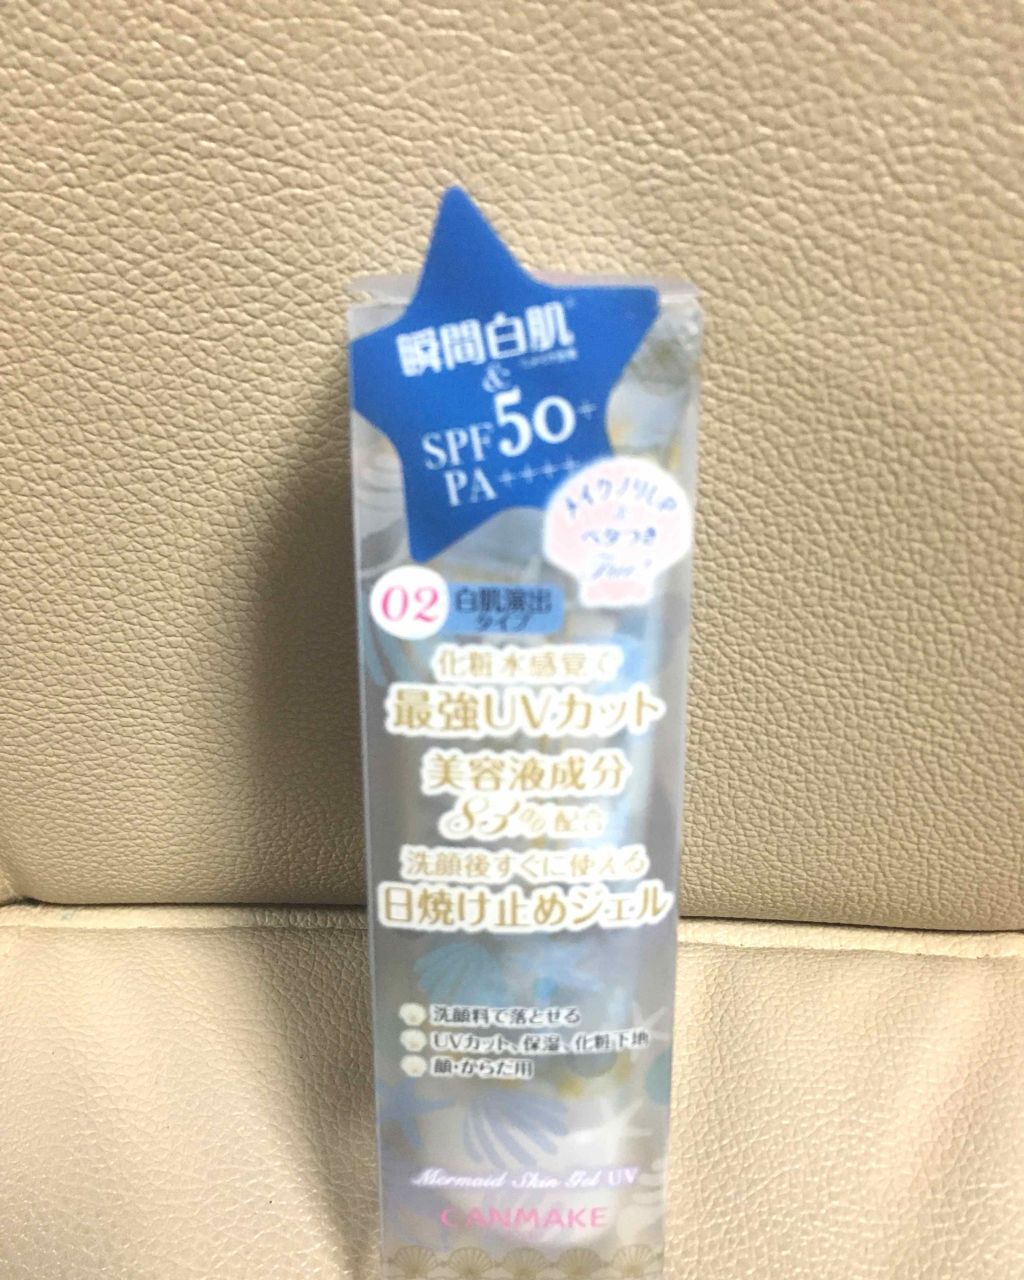 瞬間白肌
&
SPF50+
PA++++
メイクノリUP
&
ベタつき
Free!
02 白肌演出
タイプ
化粧水感覚で
最強UVカット
美容液成分
配合
洗顔後すぐに使える
日焼け止めジェル
洗顔料で落とせる
UVカット、保湿、化粧下地
顔・からだ用
Mermaid Skin Gel UV
CANMAKE